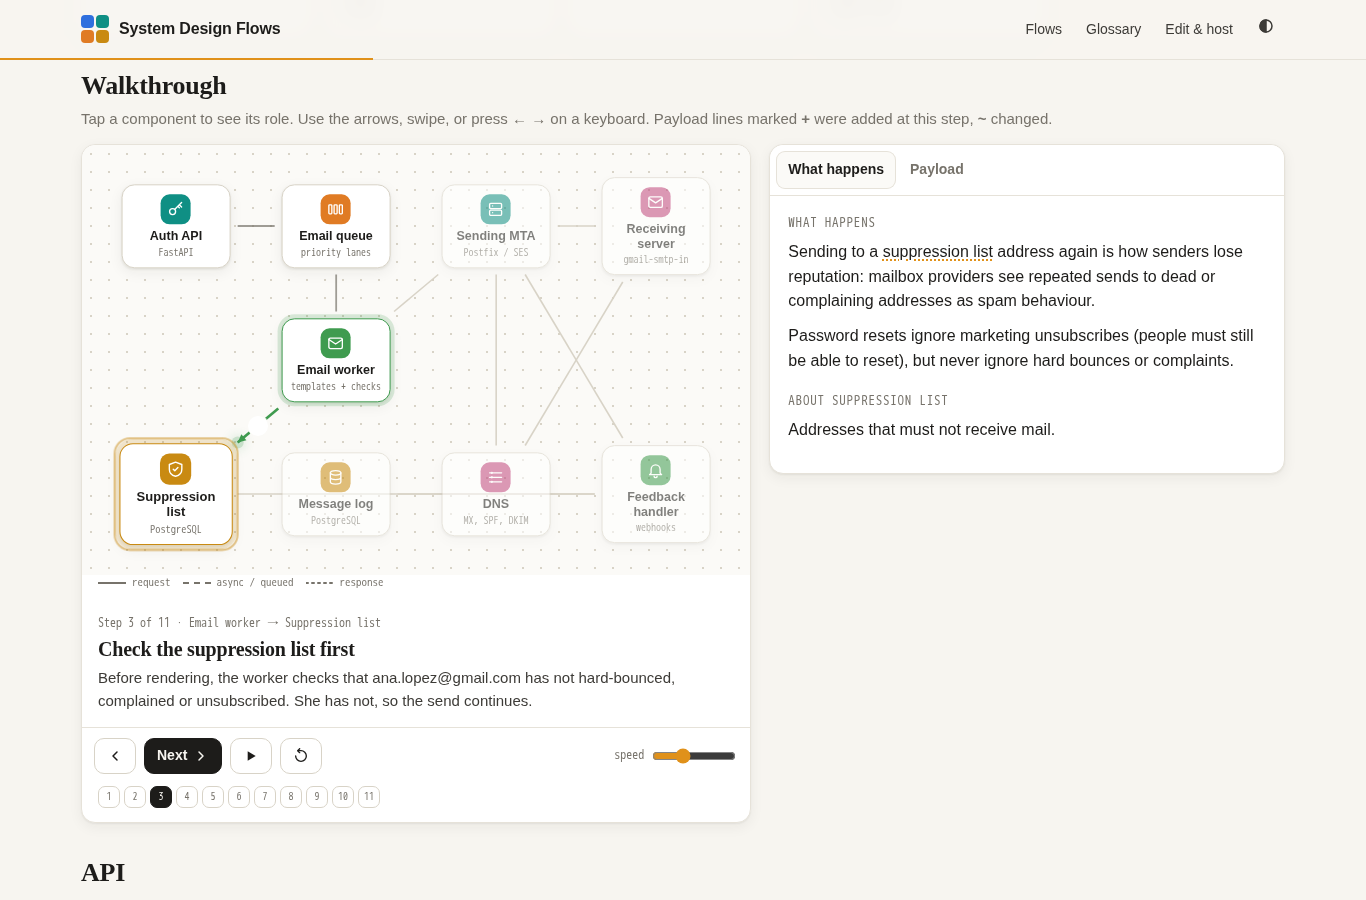 System Design Flows
Flows
Glossary
Edit & host
Walkthrough
Tap a component to see its role. Use the arrows, swipe, or press ← → on a keyboard. Payload lines marked + were added at this step, ~ changed.
Auth API
FastAPI
Email queue
priority lanes
Sending MTA
Postfix / SES
Receiving
server
gmail-smtp-in
Email worker
templates + checks
Suppression
list
PostgreSQL
Message log
PostgreSQL
DNS
MX, SPF, DKIM
Feedback
handler
webhooks
request
async / queued
response
Step 3 of 11 · Email worker → Suppression list
Check the suppression list first
Before rendering, the worker checks that ana.lopez@gmail.com has not hard-bounced,
complained or unsubscribed. She has not, so the send continues.
Next
speed
1 2 3 4 5 6 7 8 9 10 11
What happens
Payload
WHAT HAPPENS
Sending to a suppression list address again is how senders lose
reputation: mailbox providers see repeated sends to dead or
complaining addresses as spam behaviour.
Password resets ignore marketing unsubscribes (people must still
be able to reset), but never ignore hard bounces or complaints.
ABOUT SUPPRESSION LIST
Addresses that must not receive mail.
API